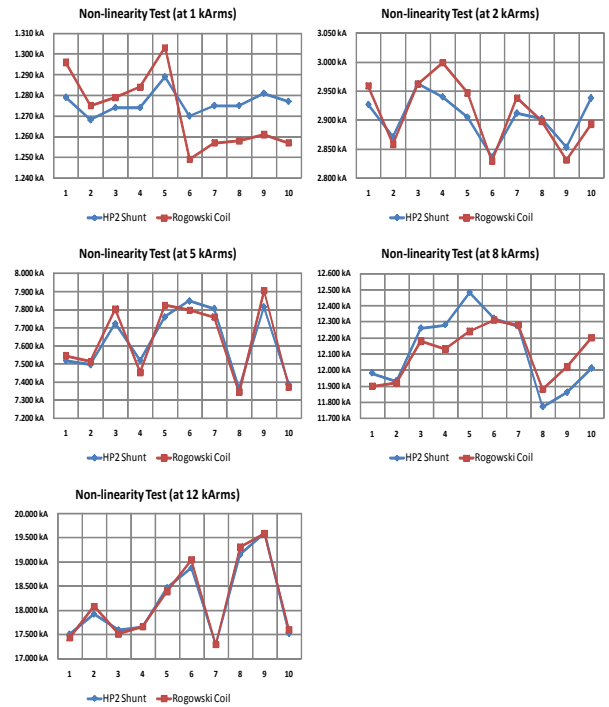 Non-linearity Test (at 1 kArms)
1.310 kA
1.300 kA
1.290 kA
1.280 kA
1.270 kA
1.260 kA
1.250 kA
1.240 kA
1 2 3 4 5 6 7 8 9 10
HP2 Shunt Rogowski Coil
Non-linearity Test (at 2 kArms)
3.050 kA
3.000 kA
2.950 kA
2.900 kA
2.850 kA
2.800 kA
1 2 3 4 5 6 7 8 9 10
HP2 Shunt Rogowski Coil
Non-linearity Test (at 5 kArms)
8.000 kA
7.900 kA
7.800 kA
7.700 kA
7.600 kA
7.500 kA
7.400 kA
7.300 kA
7.200 kA
1 2 3 4 5 6 7 8 9 10
HP2 Shunt Rogowski Coil
Non-linearity Test (at 8 kArms)
12.600 kA
12.500 kA
12.400 kA
12.300 kA
12.200 kA
12.100 kA
12.000 kA
11.900 kA
11.800 kA
11.700 kA
1 2 3 4 5 6 7 8 9 10
HP2 Shunt Rogowski Coil
Non-linearity Test (at 12 kArms)
20.000 kA
19.500 kA
19.000 kA
18.500 kA
18.000 kA
17.500 kA
17.000 kA
1 2 3 4 5 6 7 8 9 10
HP2 Shunt Rogowski Coil